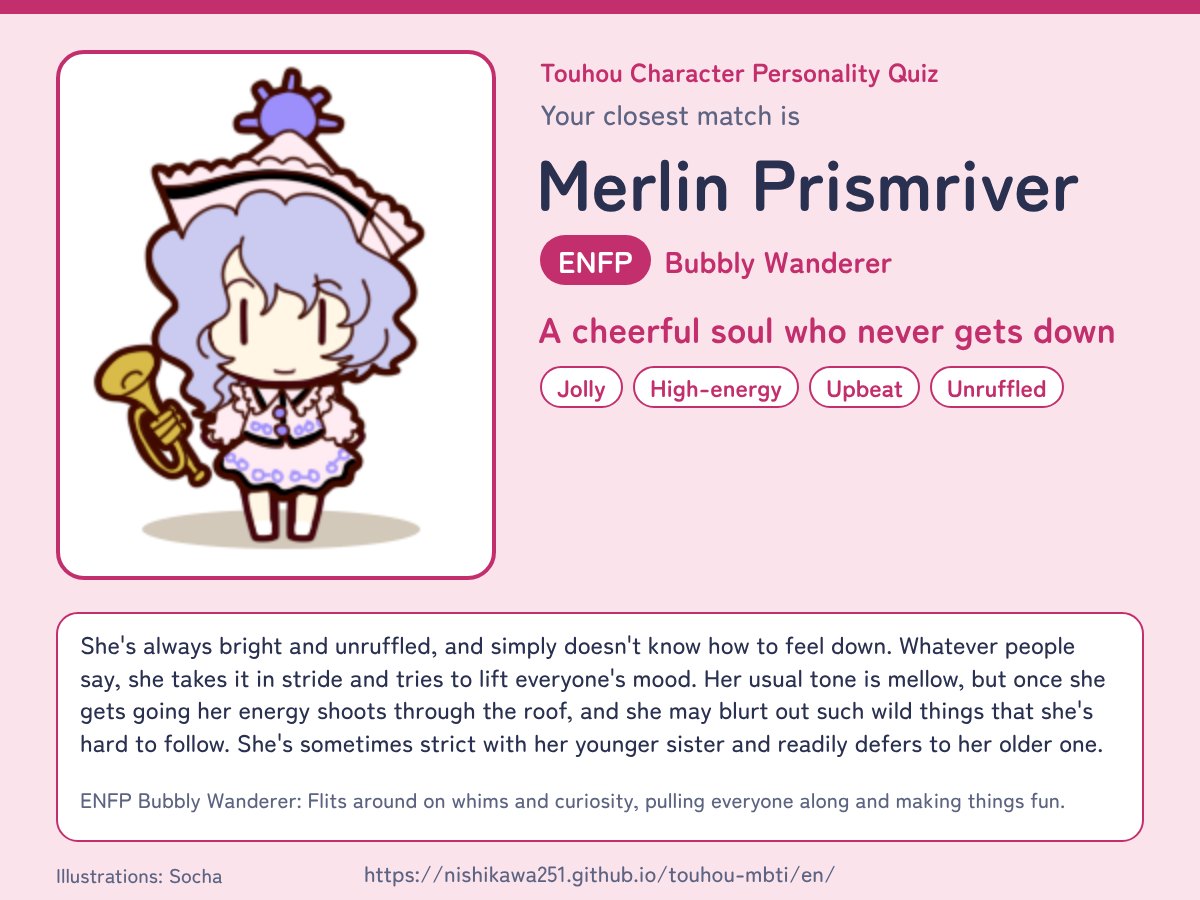 Touhou Character Personality Quiz
Your closest match is
Merlin Prismriver
ENFP Bubbly Wanderer
A cheerful soul who never gets down
Jolly High-energy Upbeat Unruffled
She's always bright and unruffled, and simply doesn't know how to feel down. Whatever people
say, she takes it in stride and tries to lift everyone's mood. Her usual tone is mellow, but once she
gets going her energy shoots through the roof, and she may blurt out such wild things that she's
hard to follow. She's sometimes strict with her younger sister and readily defers to her older one.
ENFP Bubbly Wanderer: Flits around on whims and curiosity, pulling everyone along and making things fun.
Illustrations: Socha https://nishikawa251.github.io/touhou-mbti/en/